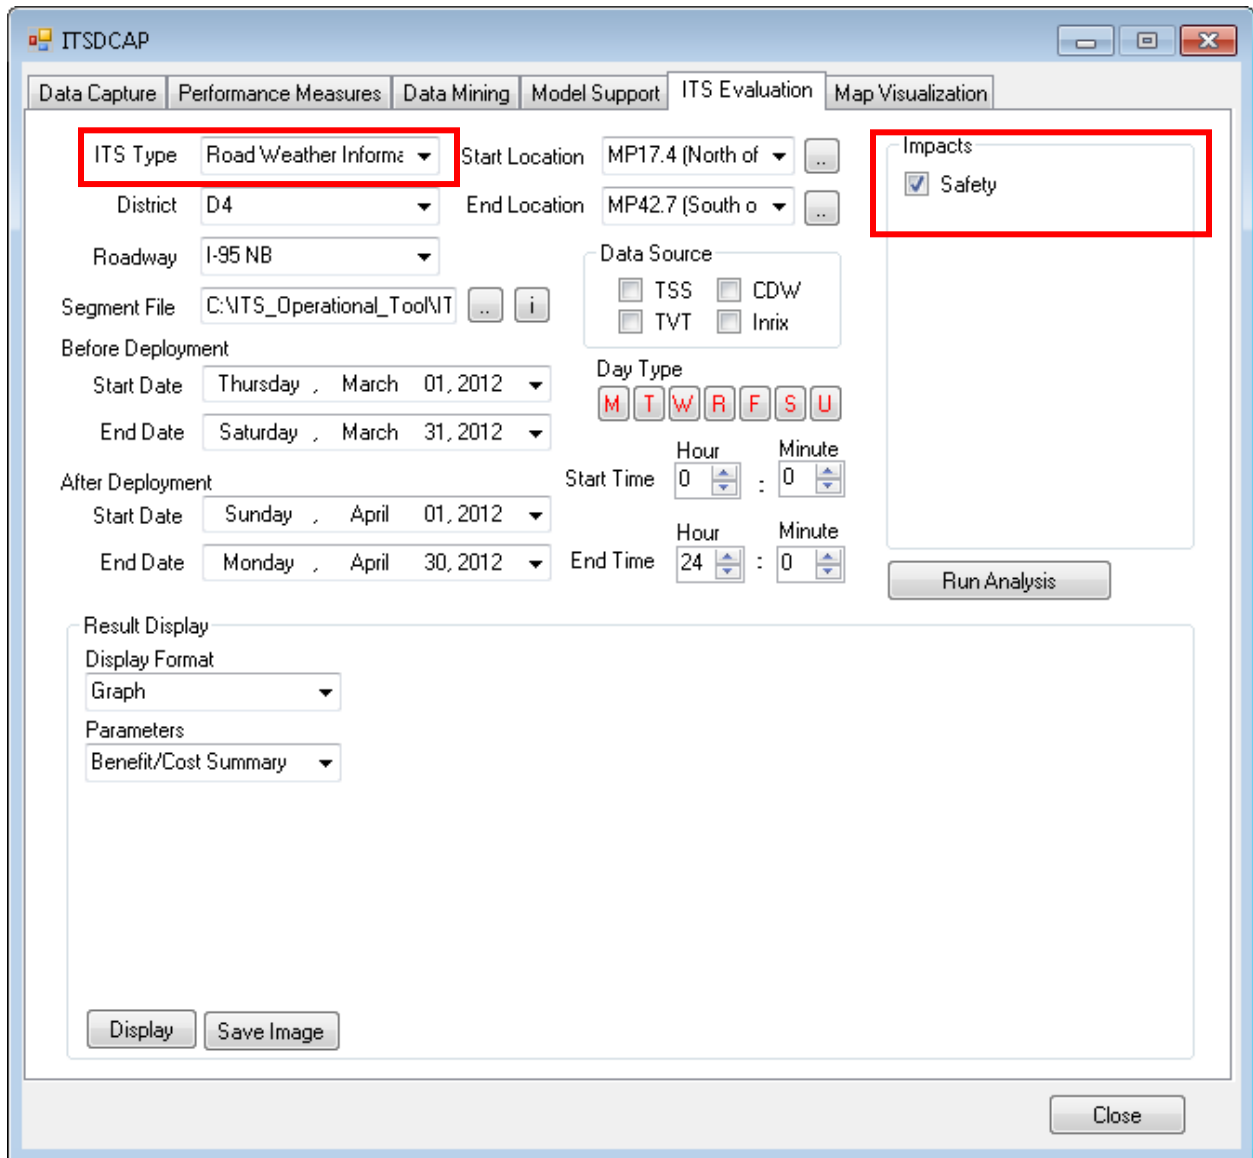 ITSDCAP
Data Capture Performance Measures Data Mining Model Support ITS Evaluation Map Visualization
ITS Type Road Weather Informa Start Location MP17.4 (North of ..
District D4 End Location MP42.7 (South o ..
Roadway I-95 NB
Segment File C:\ITS_Operational_Tool\IT .. i
Impacts
Safety
Data Source
TSS CDW
TVT Inrix
Before Deployment
Start Date Thursday , March 01, 2012
End Date Saturday , March 31, 2012
Day Type
M T W R F S U
After Deployment
Start Date Sunday , April 01, 2012
End Date Monday , April 30, 2012
Hour Minute
Start Time 0 : 0
Hour Minute
End Time 24 : 0
Run Analysis
Result Display
Display Format
Graph
Parameters
Benefit/Cost Summary
Display Save Image
Close